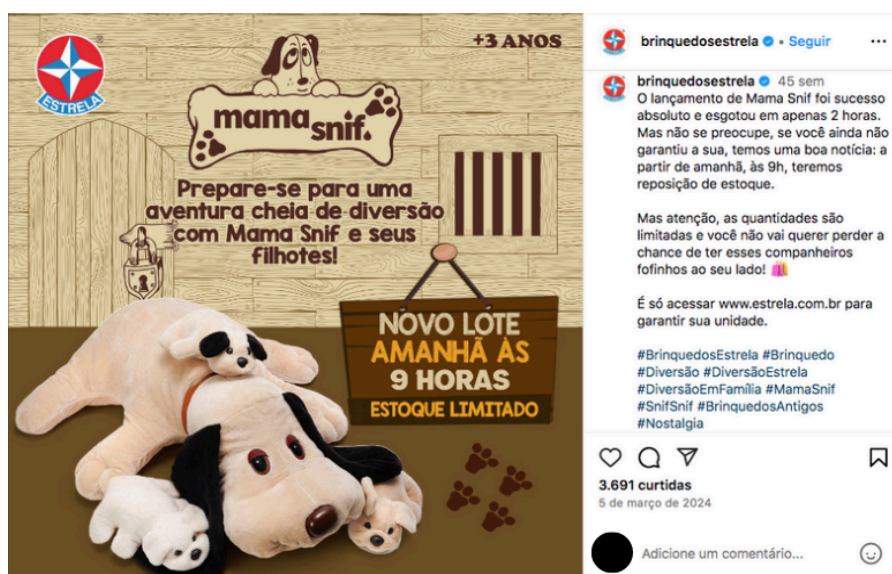 ESTRELA
®
+3 ANOS
mama
snif.
Prepare-se para uma
aventura cheia de diversão
com Mama Snif e seus
filhotes!
NOVO LOTE
AMANHÃ ÀS
9 HORAS
ESTOQUE LIMITADO
brinquedosestrela • Seguir
brinquedosestrela 45 sem
O lançamento de Mama Snif foi sucesso
absoluto e esgotou em apenas 2 horas.
Mas não se preocupe, se você ainda não
garantiu a sua, temos uma boa notícia: a
partir de amanhã, às 9h, teremos
reposição de estoque.
Mas atenção, as quantidades são
limitadas e você não vai querer perder a
chance de ter esses companheiros
fofinhos ao seu lado! 🛍️
É só acessar www.estrela.com.br para
garantir sua unidade.
#BrinquedosEstrela #Brinquedo
#Diversão #DiversãoEstrela
#DiversãoEmFamília #MamaSnif
#SnifSnif #BrinquedosAntigos
#Nostalgia
3.691 curtidas
5 de março de 2024
Adicione um comentário...